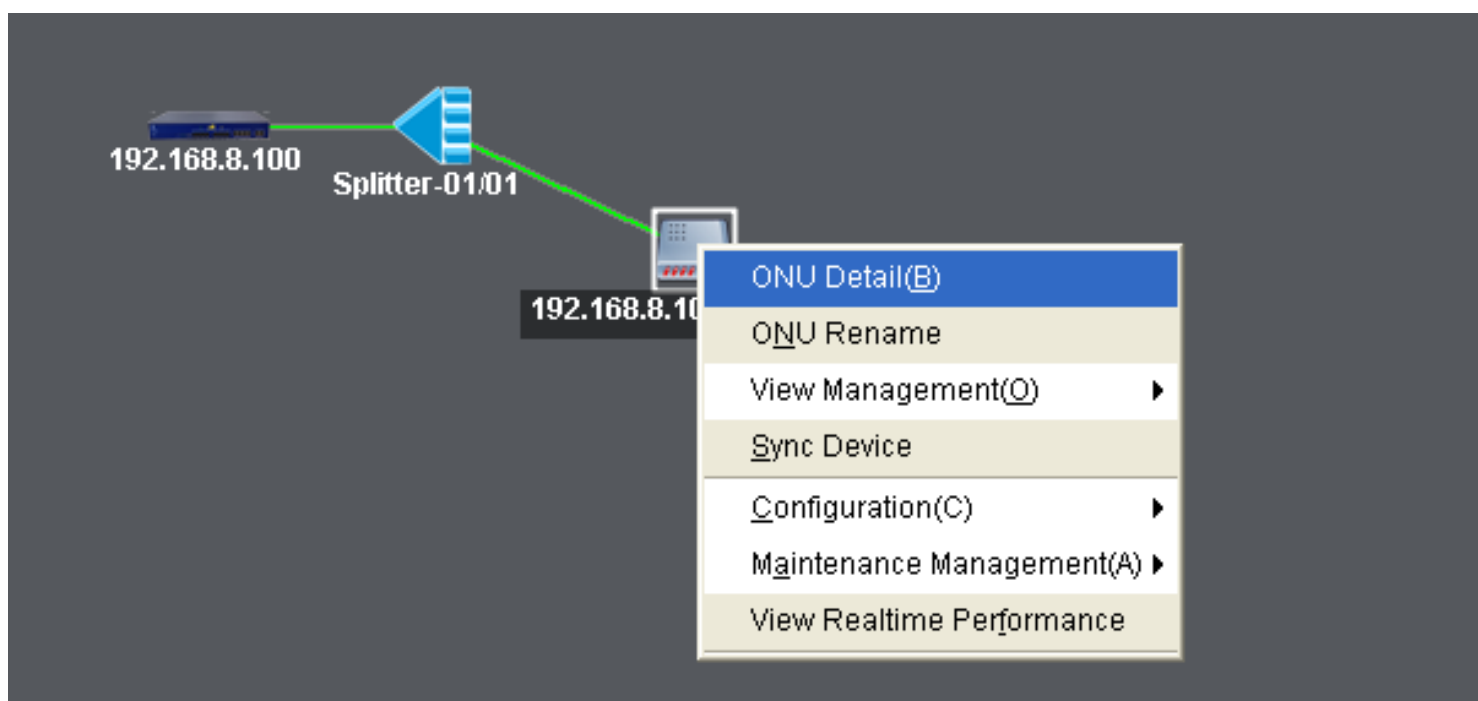 192.168.8.100
Splitter-01/01
192.168.8.10
ONU Detail(B)
ONU Rename
View Management(O)
Sync Device
Configuration(C)
Maintenance Management(A)
View Realtime Performance